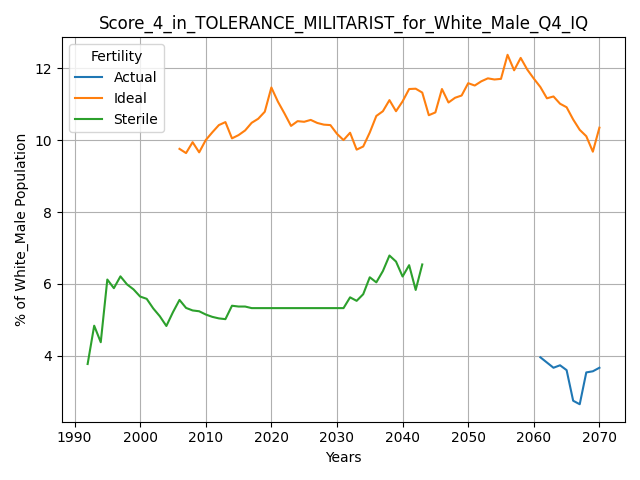 Score_4_in_TOLERANCE_MILITARIST_for_White_Male_Q4_IQ
Fertility
Actual
Ideal
Sterile
% of White_Male Population
12
10
8
6
4
1990 2000 2010 2020 2030 2040 2050 2060 2070
Years